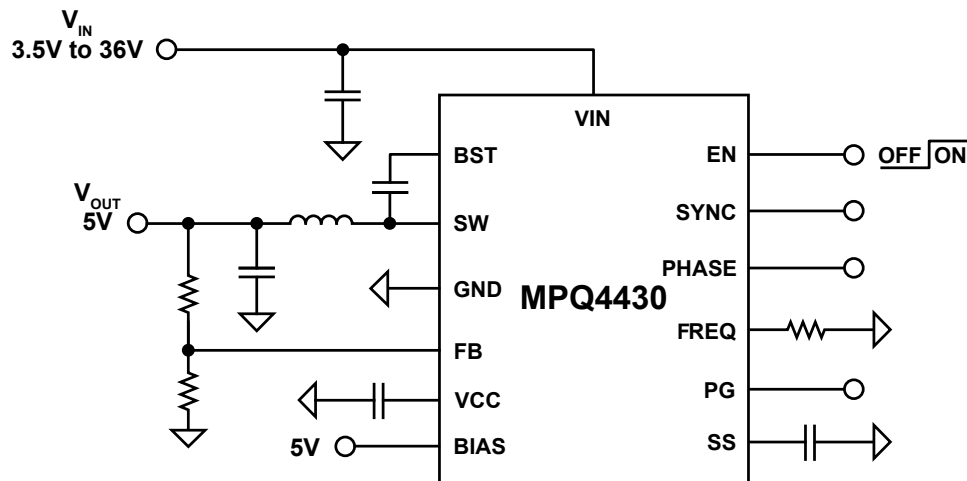 VIN
3.5V to 36V
VIN
BST
EN
OFF ON
VOUT
5V
SW
SYNC
PHASE
GND
MPQ4430
FREQ
FB
PG
VCC
SS
5V
BIAS